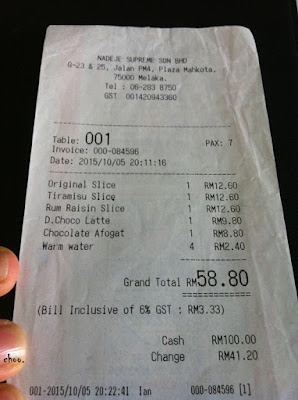 NADEJE SUPREME SDN BHD
G-23 & 25, Jalan PM4, Plaza Mahkota,
75000 Melaka.
Tel : 06-283 8750
GST 001420943360
Table: 001 PAX: 7
Invoice: 000-084596
Date: 2015/10/05 20:11:16
Original Slice 1 RM12.60
Tiramisu Slice 1 RM12.60
Rum Raisin Slice 1 RM12.60
D.Choco Latte 1 RM9.80
Chocolate Afogat 1 RM8.80
Warm water 4 RM2.40
Grand Total RM58.80
(Bill Inclusive of 6% GST : RM3.33)
Cash RM100.00
Change RM41.20
choo.
001-2015/10/05 20:22:41 Ian 000-084596 [1]